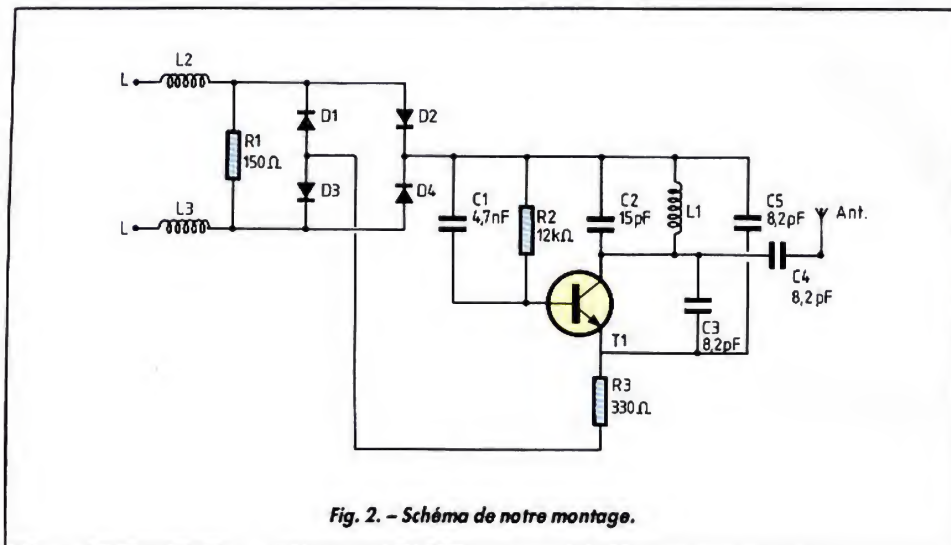 L2
L
R1
150Ω
L3
L
D1
D2
D3
D4
C1
4,7nF
R2
12kΩ
C2
15pF
L1
C5
8,2pF
Ant.
C4
8,2pF
C3
8,2pF
T1
R3
330Ω
Fig. 2. – Schéma de notre montage.